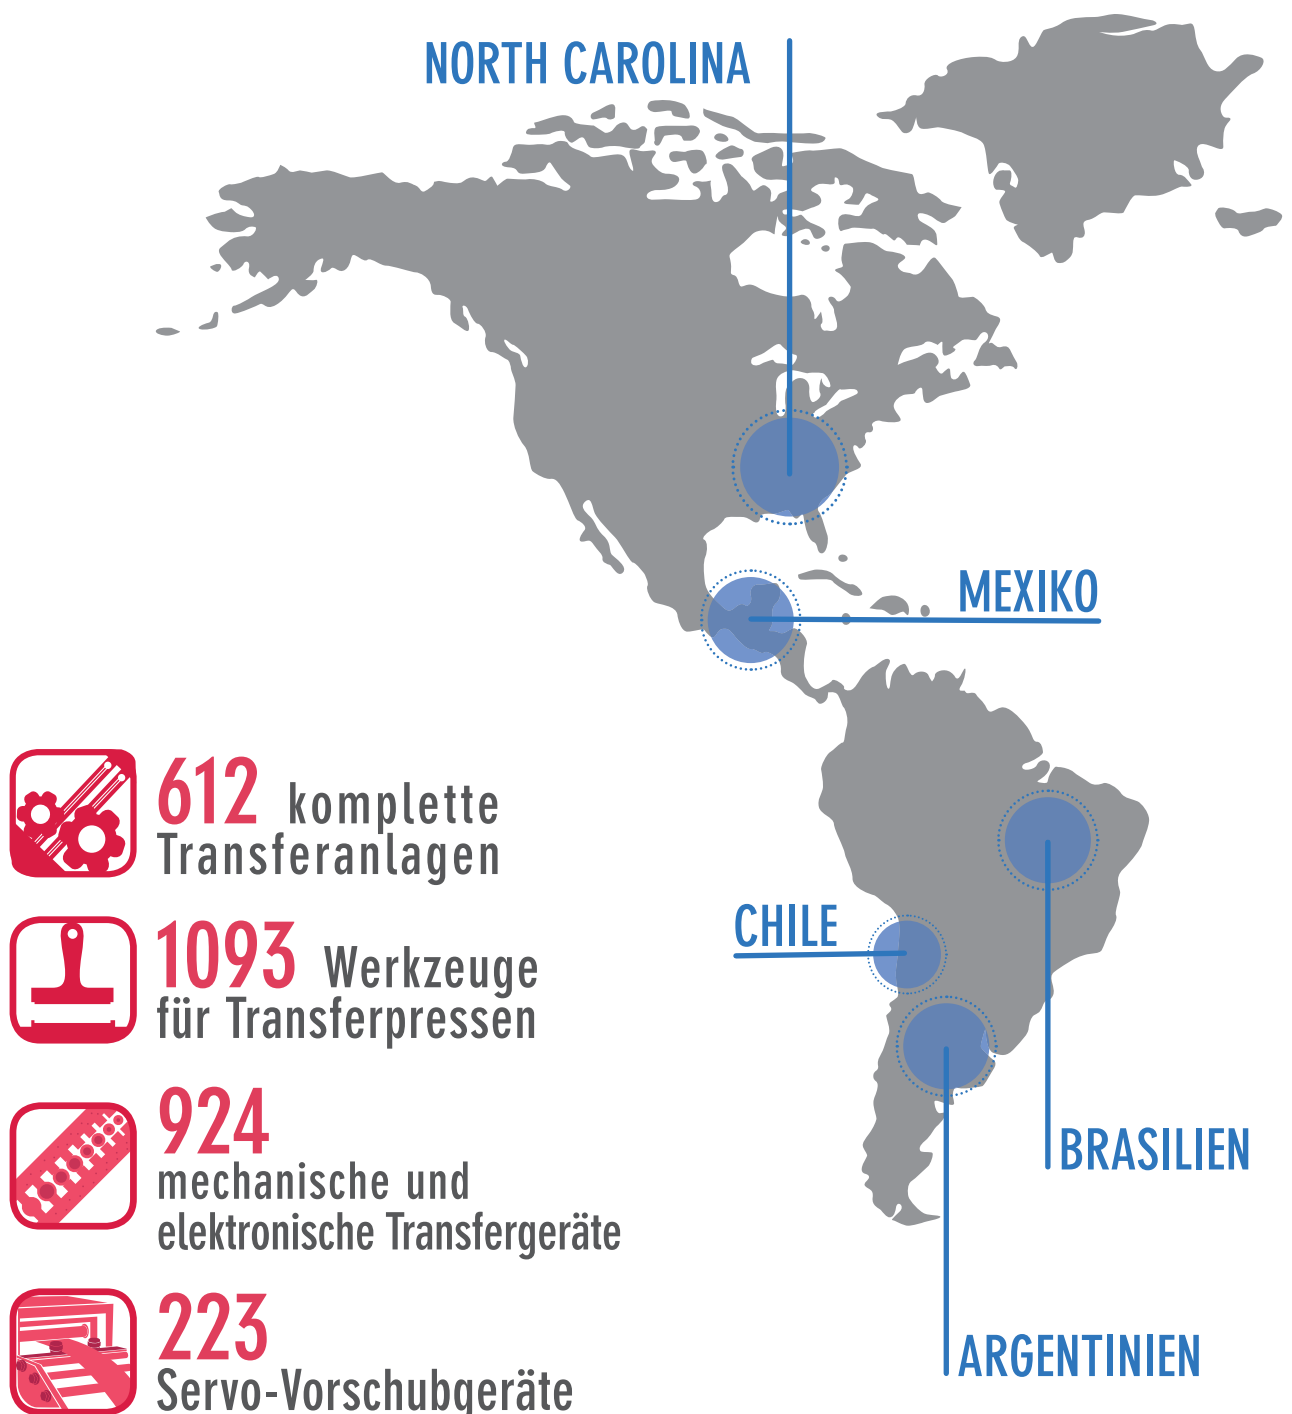 NORTH CAROLINA
MEXIKO
612 komplette
Transferanlagen
CHILE
1093 Werkzeuge
für Transferpressen
924
mechanische und
elektronische Transfergeräte
BRASILIEN
223
Servo-Vorschubgeräte
ARGENTINIEN